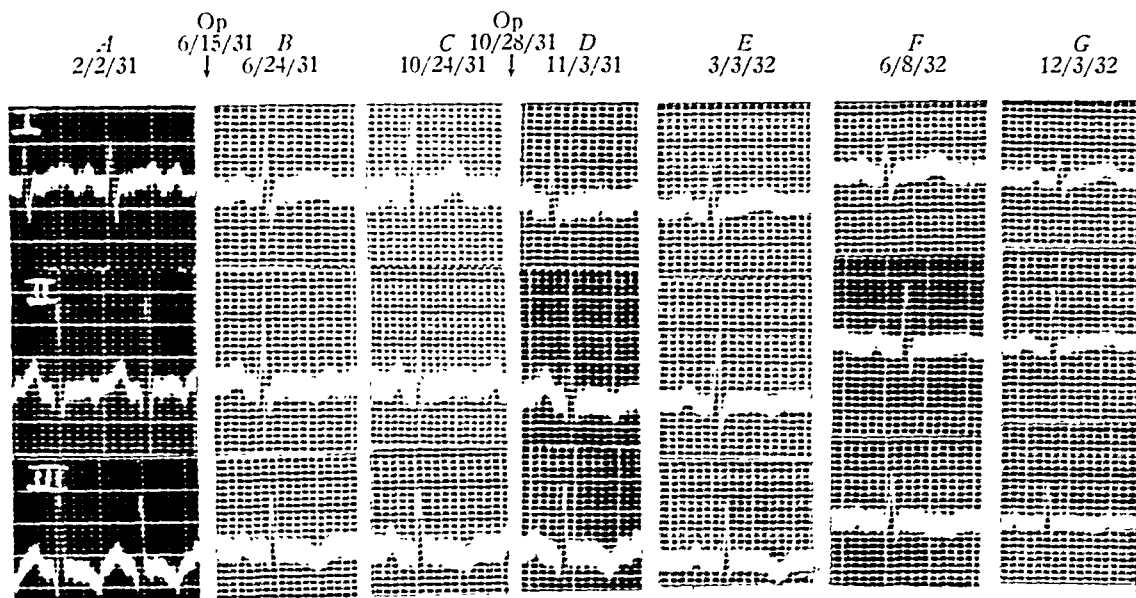 Op Op
A 6/15/31 B C 10/28/31 D E F G
2/2/31 ↓ 6/24/31 10/24/31 ↓ 11/3/31 3/3/32 6/8/32 12/3/32
I
II
III